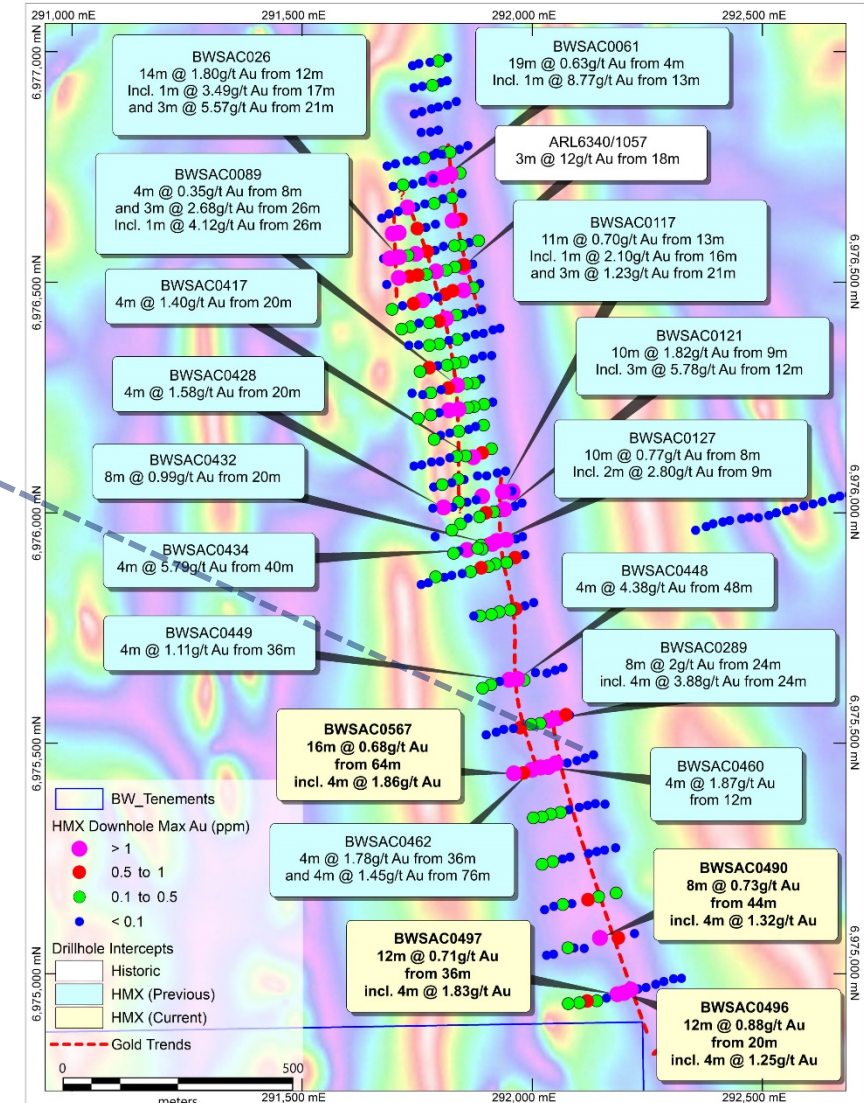 291,000 mE
291,500 mE
292,000 mE
292,500 mE
6,977,000 mN
6,976,500 mN
6,976,500 mN
6,976,000 mN
6,976,000 mN
6,975,500 mN
6,975,500 mN
6,975,000 mN
6,975,000 mN
BWSAC026
14m @ 1.80g/t Au from 12m
Incl. 1m @ 3.49g/t Au from 17m
and 3m @ 5.57g/t Au from 21m
BWSAC0061
19m @ 0.63g/t Au from 4m
Incl. 1m @ 8.77g/t Au from 13m
ARL6340/1057
3m @ 12g/t Au from 18m
BWSAC0089
4m @ 0.35g/t Au from 8m
and 3m @ 2.68g/t Au from 26m
Incl. 1m @ 4.12g/t Au from 26m
?
BWSAC0117
11m @ 0.70g/t Au from 13m
Incl. 1m @ 2.10g/t Au from 16m
and 3m @ 1.23g/t Au from 21m
BWSAC0417
4m @ 1.40g/t Au from 20m
BWSAC0121
10m @ 1.82g/t Au from 9m
Incl. 3m @ 5.78g/t Au from 12m
BWSAC0428
4m @ 1.58g/t Au from 20m
BWSAC0127
10m @ 0.77g/t Au from 8m
Incl. 2m @ 2.80g/t Au from 9m
BWSAC0432
8m @ 0.99g/t Au from 20m
?
BWSAC0434
4m @ 5.79g/t Au from 40m
BWSAC0448
4m @ 4.38g/t Au from 48m
BWSAC0449
4m @ 1.11g/t Au from 36m
BWSAC0289
8m @ 2g/t Au from 24m
incl. 4m @ 3.88g/t Au from 24m
BWSAC0567
16m @ 0.68g/t Au
from 64m
incl. 4m @ 1.86g/t Au
BWSAC0460
4m @ 1.87g/t Au
from 12m
BWSAC0462
4m @ 1.78g/t Au from 36m
and 4m @ 1.45g/t Au from 76m
BWSAC0490
8m @ 0.73g/t Au
from 44m
incl. 4m @ 1.32g/t Au
BWSAC0497
12m @ 0.71g/t Au
from 36m
incl. 4m @ 1.83g/t Au
BWSAC0496
12m @ 0.88g/t Au
from 20m
incl. 4m @ 1.25g/t Au
BW_Tenements
HMX Downhole Max Au (ppm)
> 1
0.5 to 1
0.1 to 0.5
< 0.1
Drillhole Intercepts
Historic
HMX (Previous)
HMX (Current)
Gold Trends
0
500
meters
291,500 mE
292,000 mE
292,500 mE